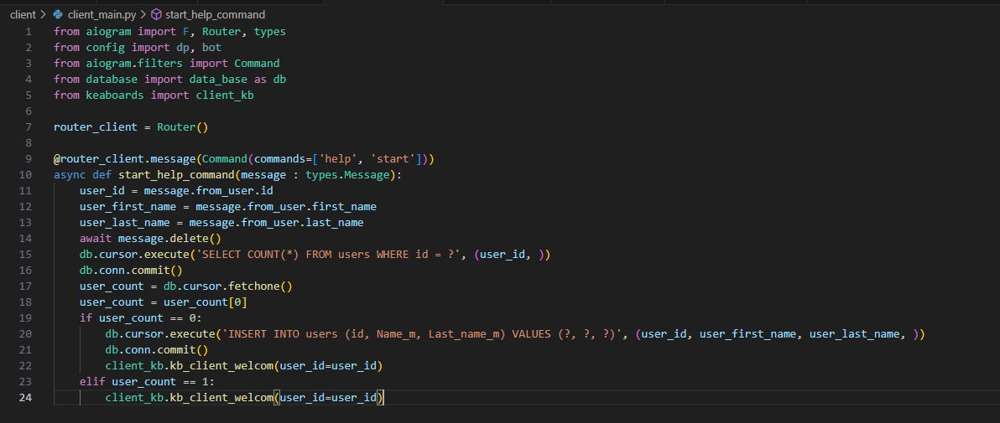 client > client_main.py > start_help_command
1 from aiogram import F, Router, types
2 from config import dp, bot
3 from aiogram.filters import Command
4 from database import data_base as db
5 from keaboards import client_kb
6
7 router_client = Router()
8
9 @router_client.message(Command(commands=['help', 'start']))
10 async def start_help_command(message : types.Message):
11 user_id = message.from_user.id
12 user_first_name = message.from_user.first_name
13 user_last_name = message.from_user.last_name
14 await message.delete()
15 db.cursor.execute('SELECT COUNT(*) FROM users WHERE id = ?', (user_id, ))
16 db.conn.commit()
17 user_count = db.cursor.fetchone()
18 user_count = user_count[0]
19 if user_count == 0:
20 db.cursor.execute('INSERT INTO users (id, Name_m, Last_name_m) VALUES (?, ?, ?)', (user_id, user_first_name, user_last_name, ))
21 db.conn.commit()
22 client_kb.kb_client_welcom(user_id=user_id)
23 elif user_count == 1:
24 client_kb.kb_client_welcom(user_id=user_id)